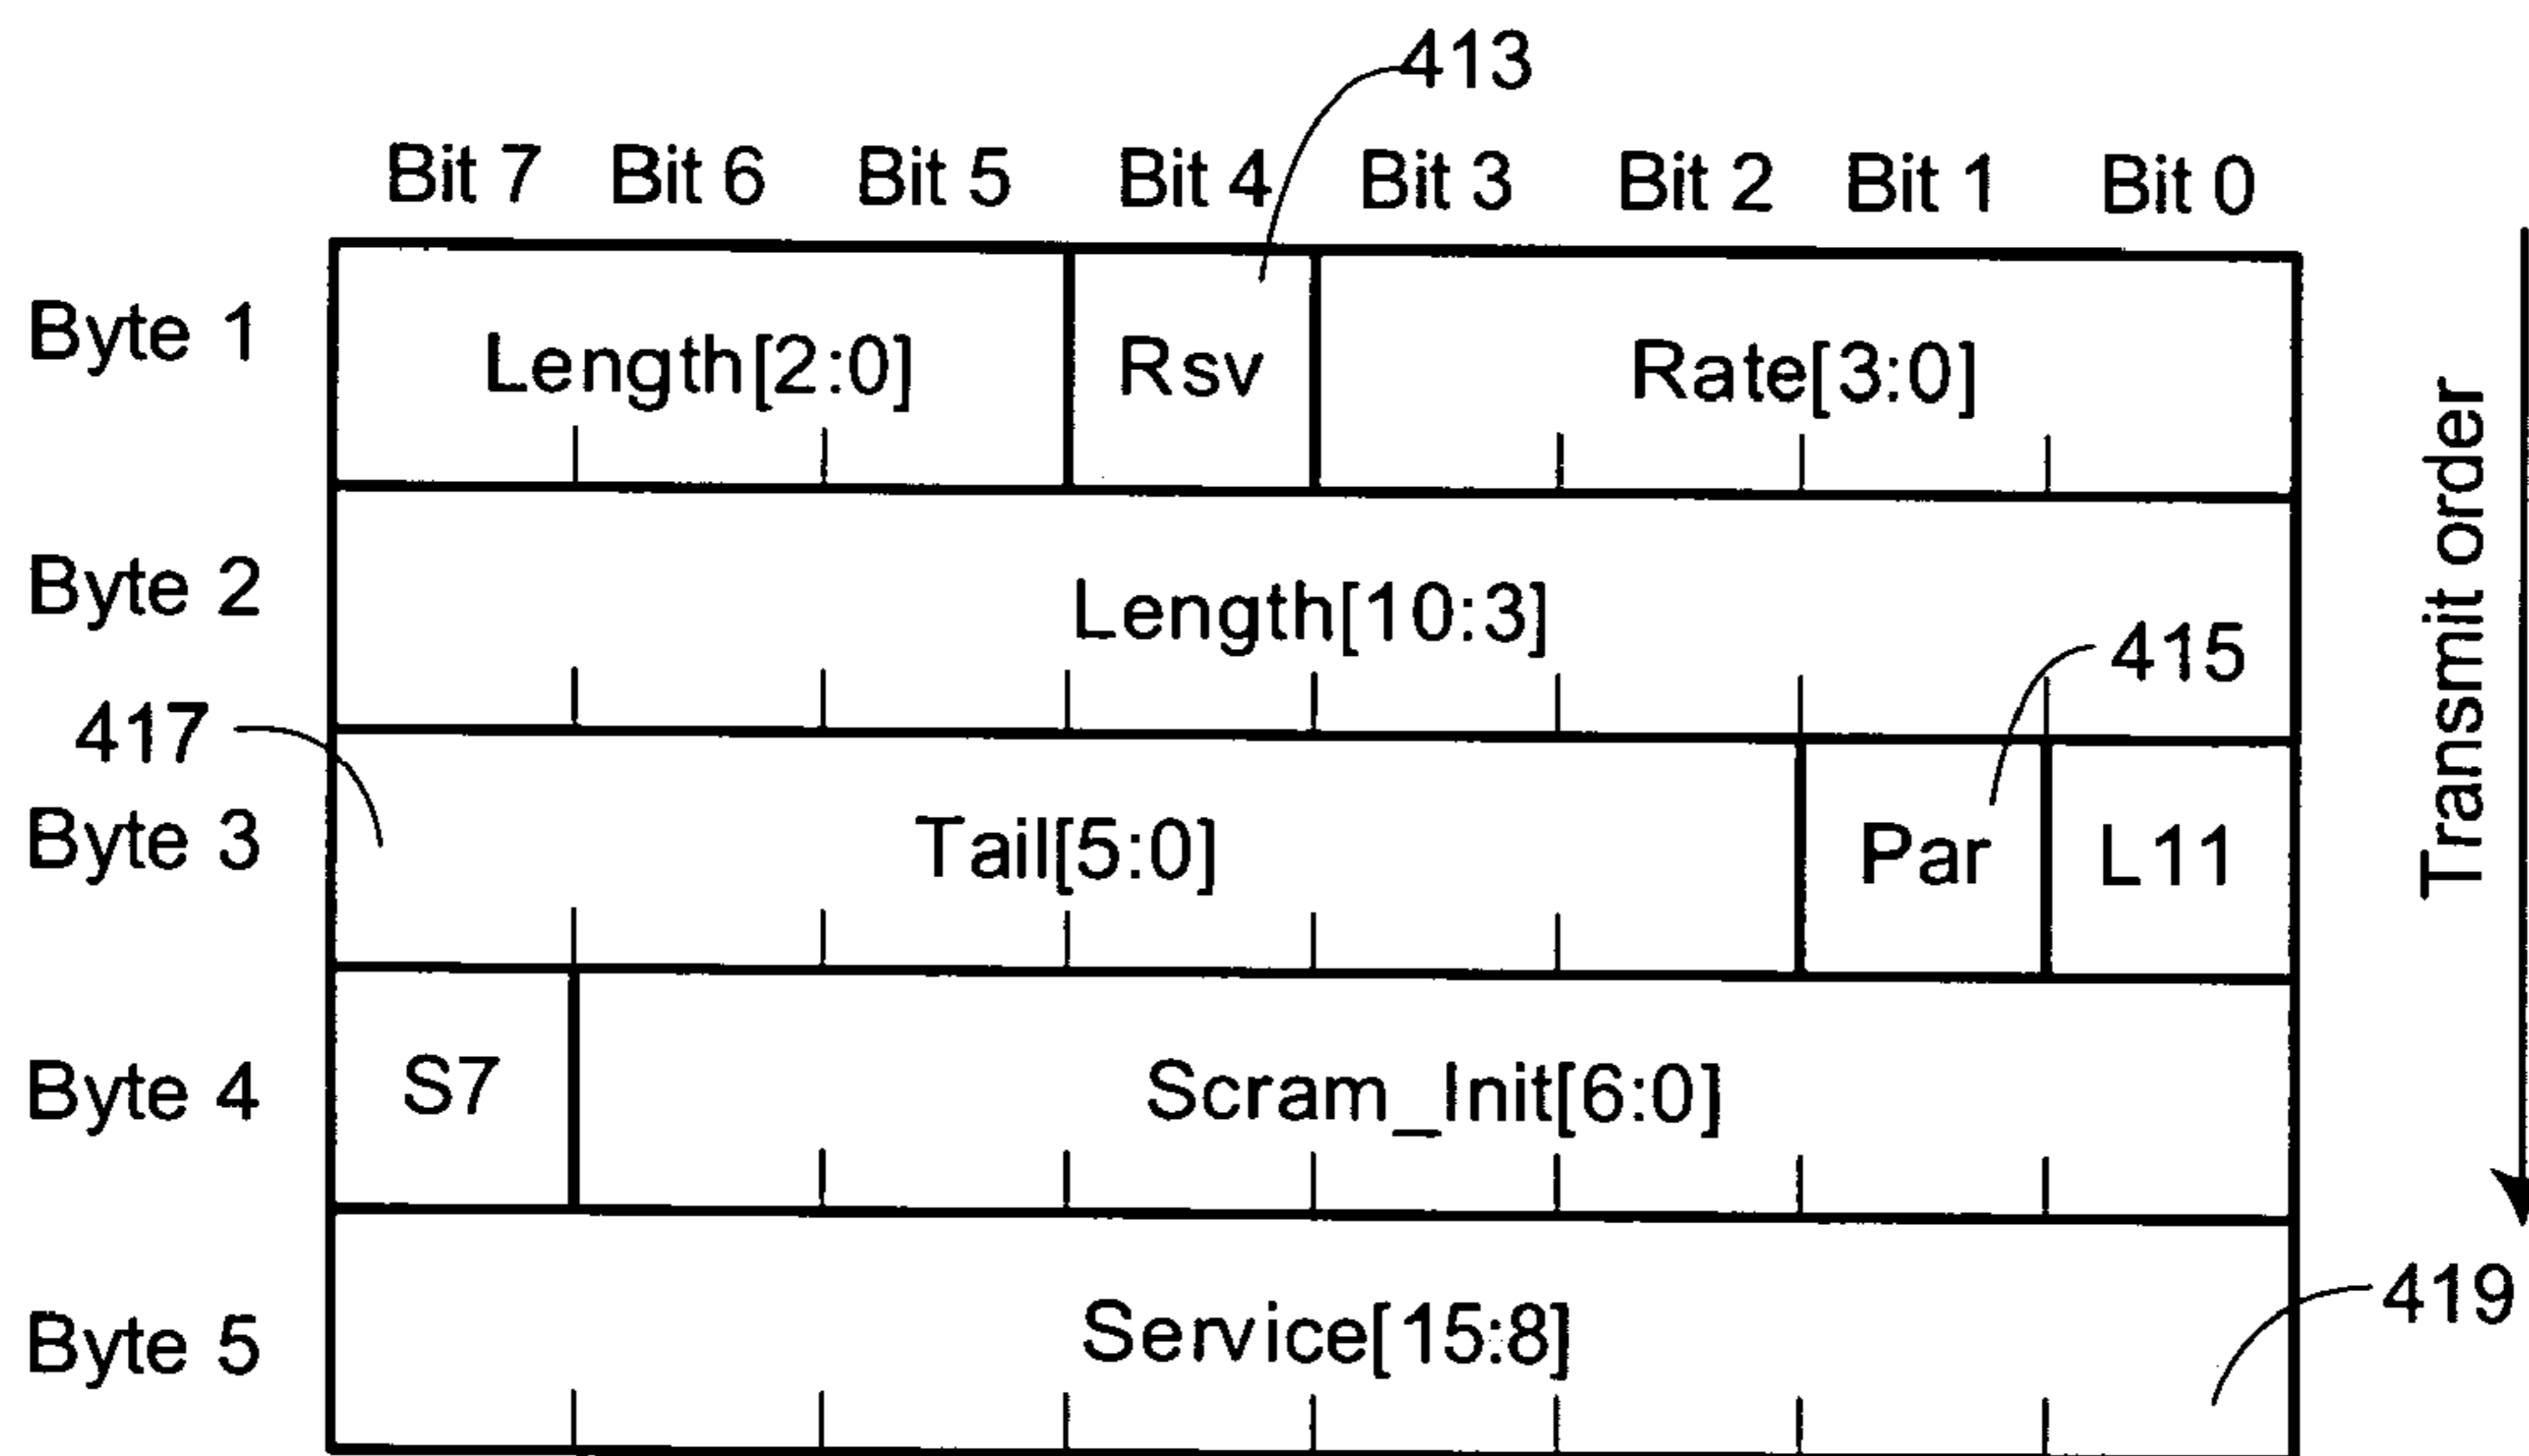 413
Bit 7 Bit 6 Bit 5 Bit 4 Bit 3 Bit 2 Bit 1 Bit 0
Byte 1 Length[2:0] Rsv Rate[3:0]
Byte 2 Length[10:3]
415
417
Byte 3 Tail[5:0] Par L11
Byte 4 S7 Scram_Init[6:0]
Byte 5 Service[15:8]
419
Transmit order